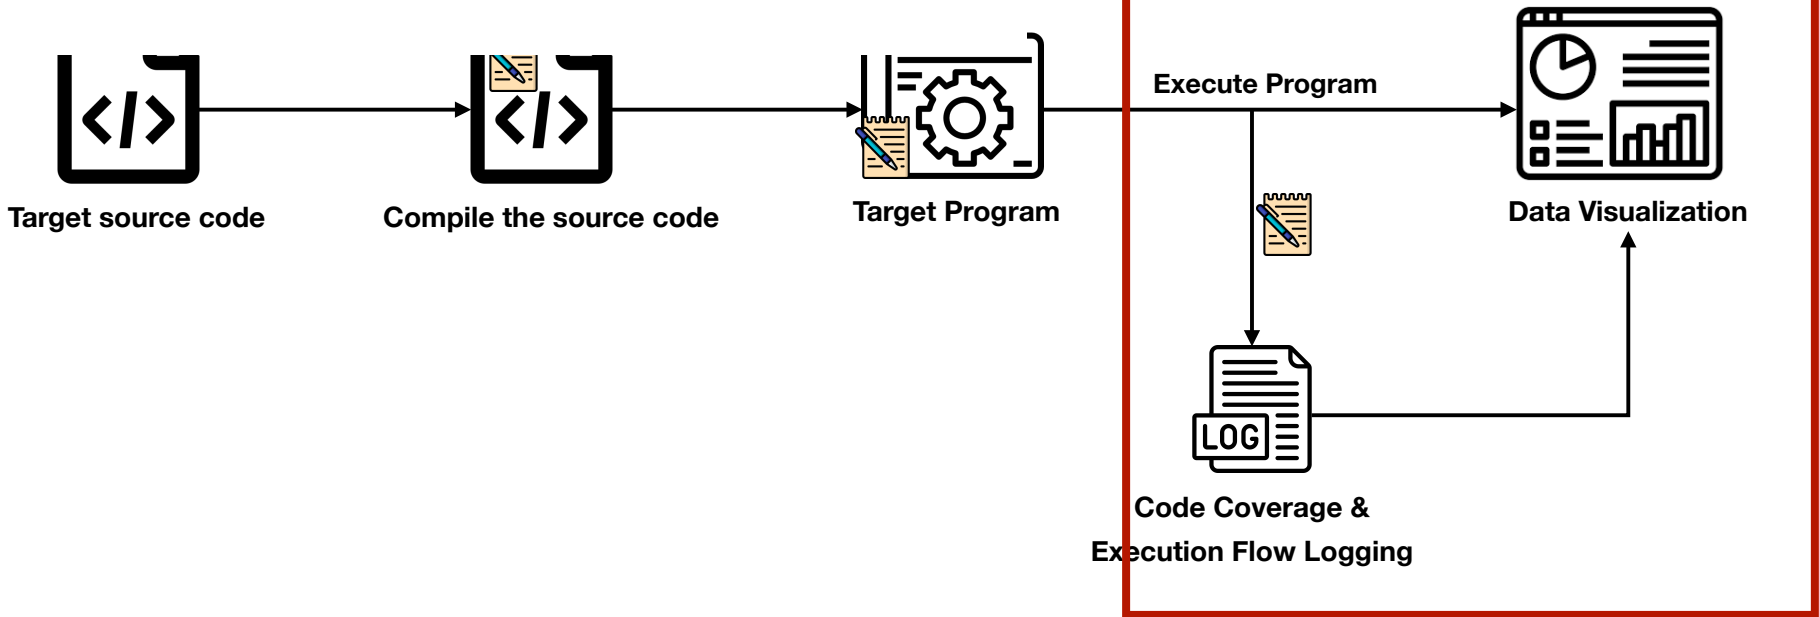 Execute Program
</>
</>
Target source code
Compile the source code
Target Program
Data Visualization
LOG
Code Coverage &
Execution Flow Logging